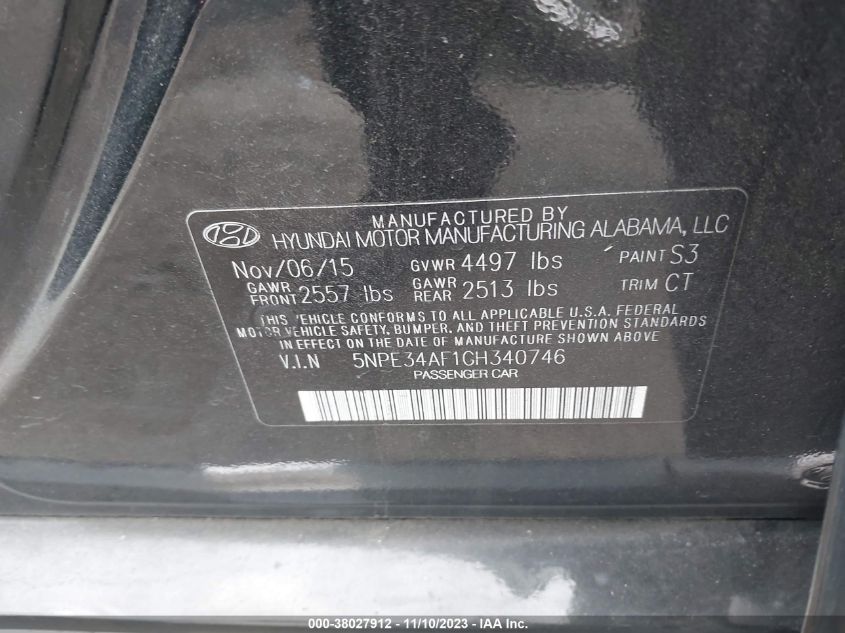 MANUFACTURED BY
HYUNDAI MOTOR MANUFACTURING ALABAMA, LLC
Nov/06/15 GVWR 4497 lbs PAINT S3
GAWR FRONT 2557 lbs GAWR REAR 2513 lbs TRIM CT
THIS VEHICLE CONFORMS TO ALL APPLICABLE U.S.A. FEDERAL
MOTOR VEHICLE SAFETY, BUMPER, AND THEFT PREVENTION STANDARDS
IN EFFECT ON THE DATE OF MANUFACTURE SHOWN ABOVE
V.I.N 5NPE34AF1GH340746
PASSENGER CAR
000-38027912 - 11/10/2023 - IAA Inc.